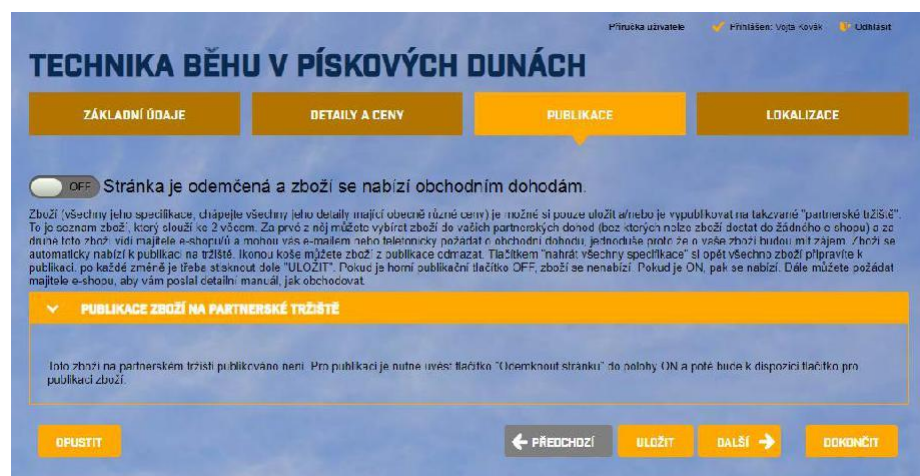 Příručka uživatele Přihlášen: Vojta Kovák Odhlásit
TECHNIKA BĚHU V PÍSKOVÝCH DUNÁCH
ZÁKLADNÍ ÚDAJE DETAILY A CENY PUBLIKACE LOKALIZACE
OFF Stránka je odemčená a zboží se nabízí obchodním dohodám.
Zboží (všechny jeho specifikace, chápejte všechny jeho detaily mající obecně různé ceny) je možné si pouze uložit a/nebo je vypublikovat na takzvané "partnerské tržiště".
To je seznam zboží, který slouží ke 2 věcem. Za prvé z něj můžete vybírat zboží do vašich partnerských dohod (bez kterých nelze zboží dostat do žádného e-shopu) a za
druhé toto zboží vidí majitelé e-shopů a mohou vás e-mailem nebo telefonicky požádat o obchodní dohodu, jednoduše proto že o vaše zboží budou mít zájem. Zboží se
automaticky nabízí k publikaci na tržiště. Ikonou koše můžete zboží z publikace odmazat. Tlačítkem "nahrát všechny specifikace" si opět všechno zboží připravíte k
publikaci, po každé změně je třeba stisknout dole "ULOŽIT". Pokud je horní publikační tlačítko OFF, zboží se nenabízí. Pokud je ON, pak se nabízí. Dále můžete požádat
majitele e-shopu, aby vám poslal detailní manuál, jak obchodovat.
PUBLIKACE ZBOŽÍ NA PARTNERSKÉ TRŽIŠTĚ
Toto zboží na partnerském tržišti publikováno není. Pro publikaci je nutné uvést tlačítko "Odemknout stránku" do polohy ON a poté bude k dispozici tlačítko pro
publikaci zboží.
OPUSTIT PŘEDCHOZÍ ULOŽIT DALŠÍ DOKONČIT